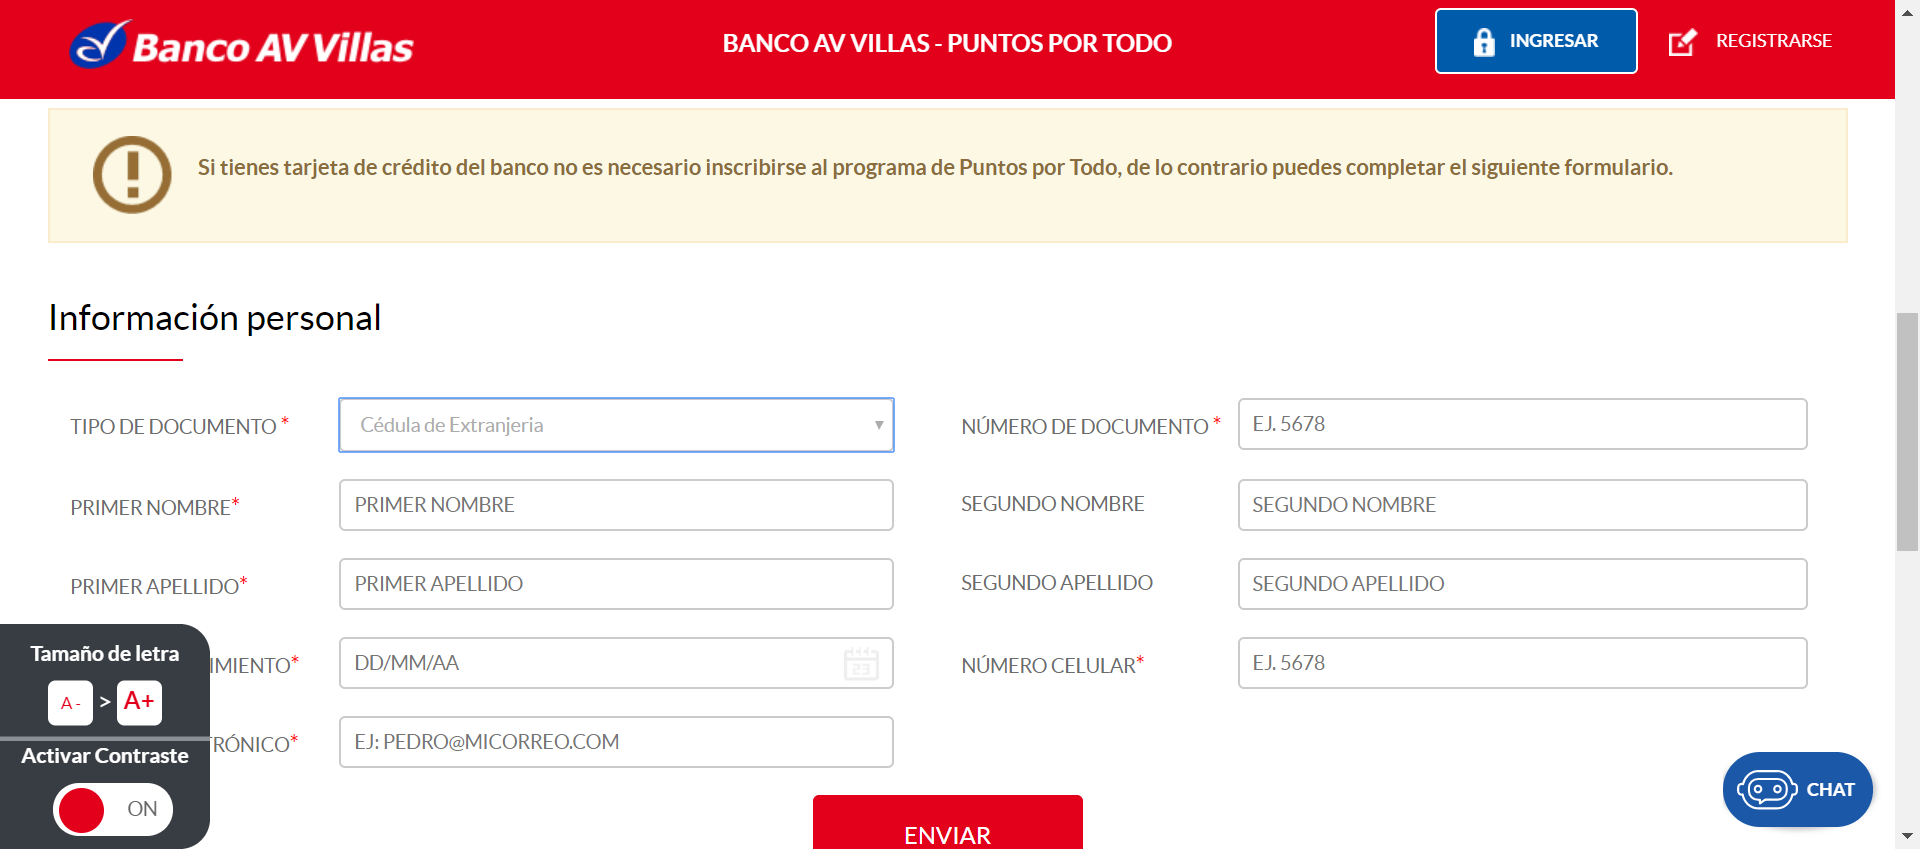 Banco AV Villas
BANCO AV VILLAS - PUNTOS POR TODO
INGRESAR
REGISTRARSE
Si tienes tarjeta de crédito del banco no es necesario inscribirse al programa de Puntos por Todo, de lo contrario puedes completar el siguiente formulario.
Información personal
TIPO DE DOCUMENTO *
Cédula de Extranjeria
NÚMERO DE DOCUMENTO *
EJ. 5678
PRIMER NOMBRE*
PRIMER NOMBRE
SEGUNDO NOMBRE
SEGUNDO NOMBRE
PRIMER APELLIDO*
PRIMER APELLIDO
SEGUNDO APELLIDO
SEGUNDO APELLIDO
IMIENTO*
DD/MM/AA
23
NÚMERO CELULAR*
EJ. 5678
TRÓNICO*
EJ: PEDRO@MICORREO.COM
Tamaño de letra
A - > A+
Activar Contraste
ON
ENVIAR
CHAT